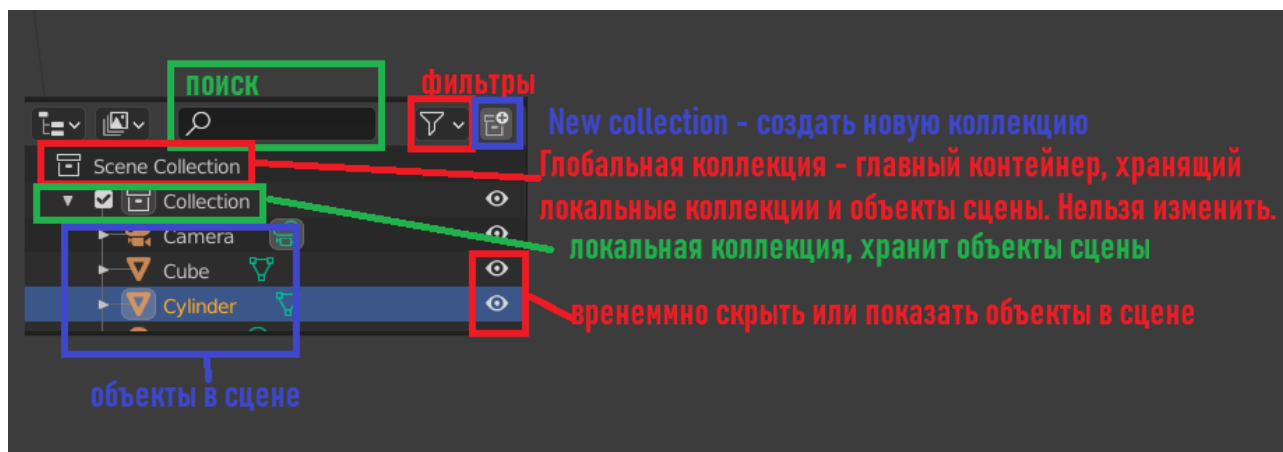 поиск
фильтры
New collection - создать новую коллекцию
Scene Collection
Глобальная коллекция - главный контейнер, хранящий
локальные коллекции и объекты сцены. Нельзя изменить.
Collection
локальная коллекция, хранит объекты сцены
Camera
Cube
Cylinder
вренеммно скрыть или показать объекты в сцене
объекты в сцене